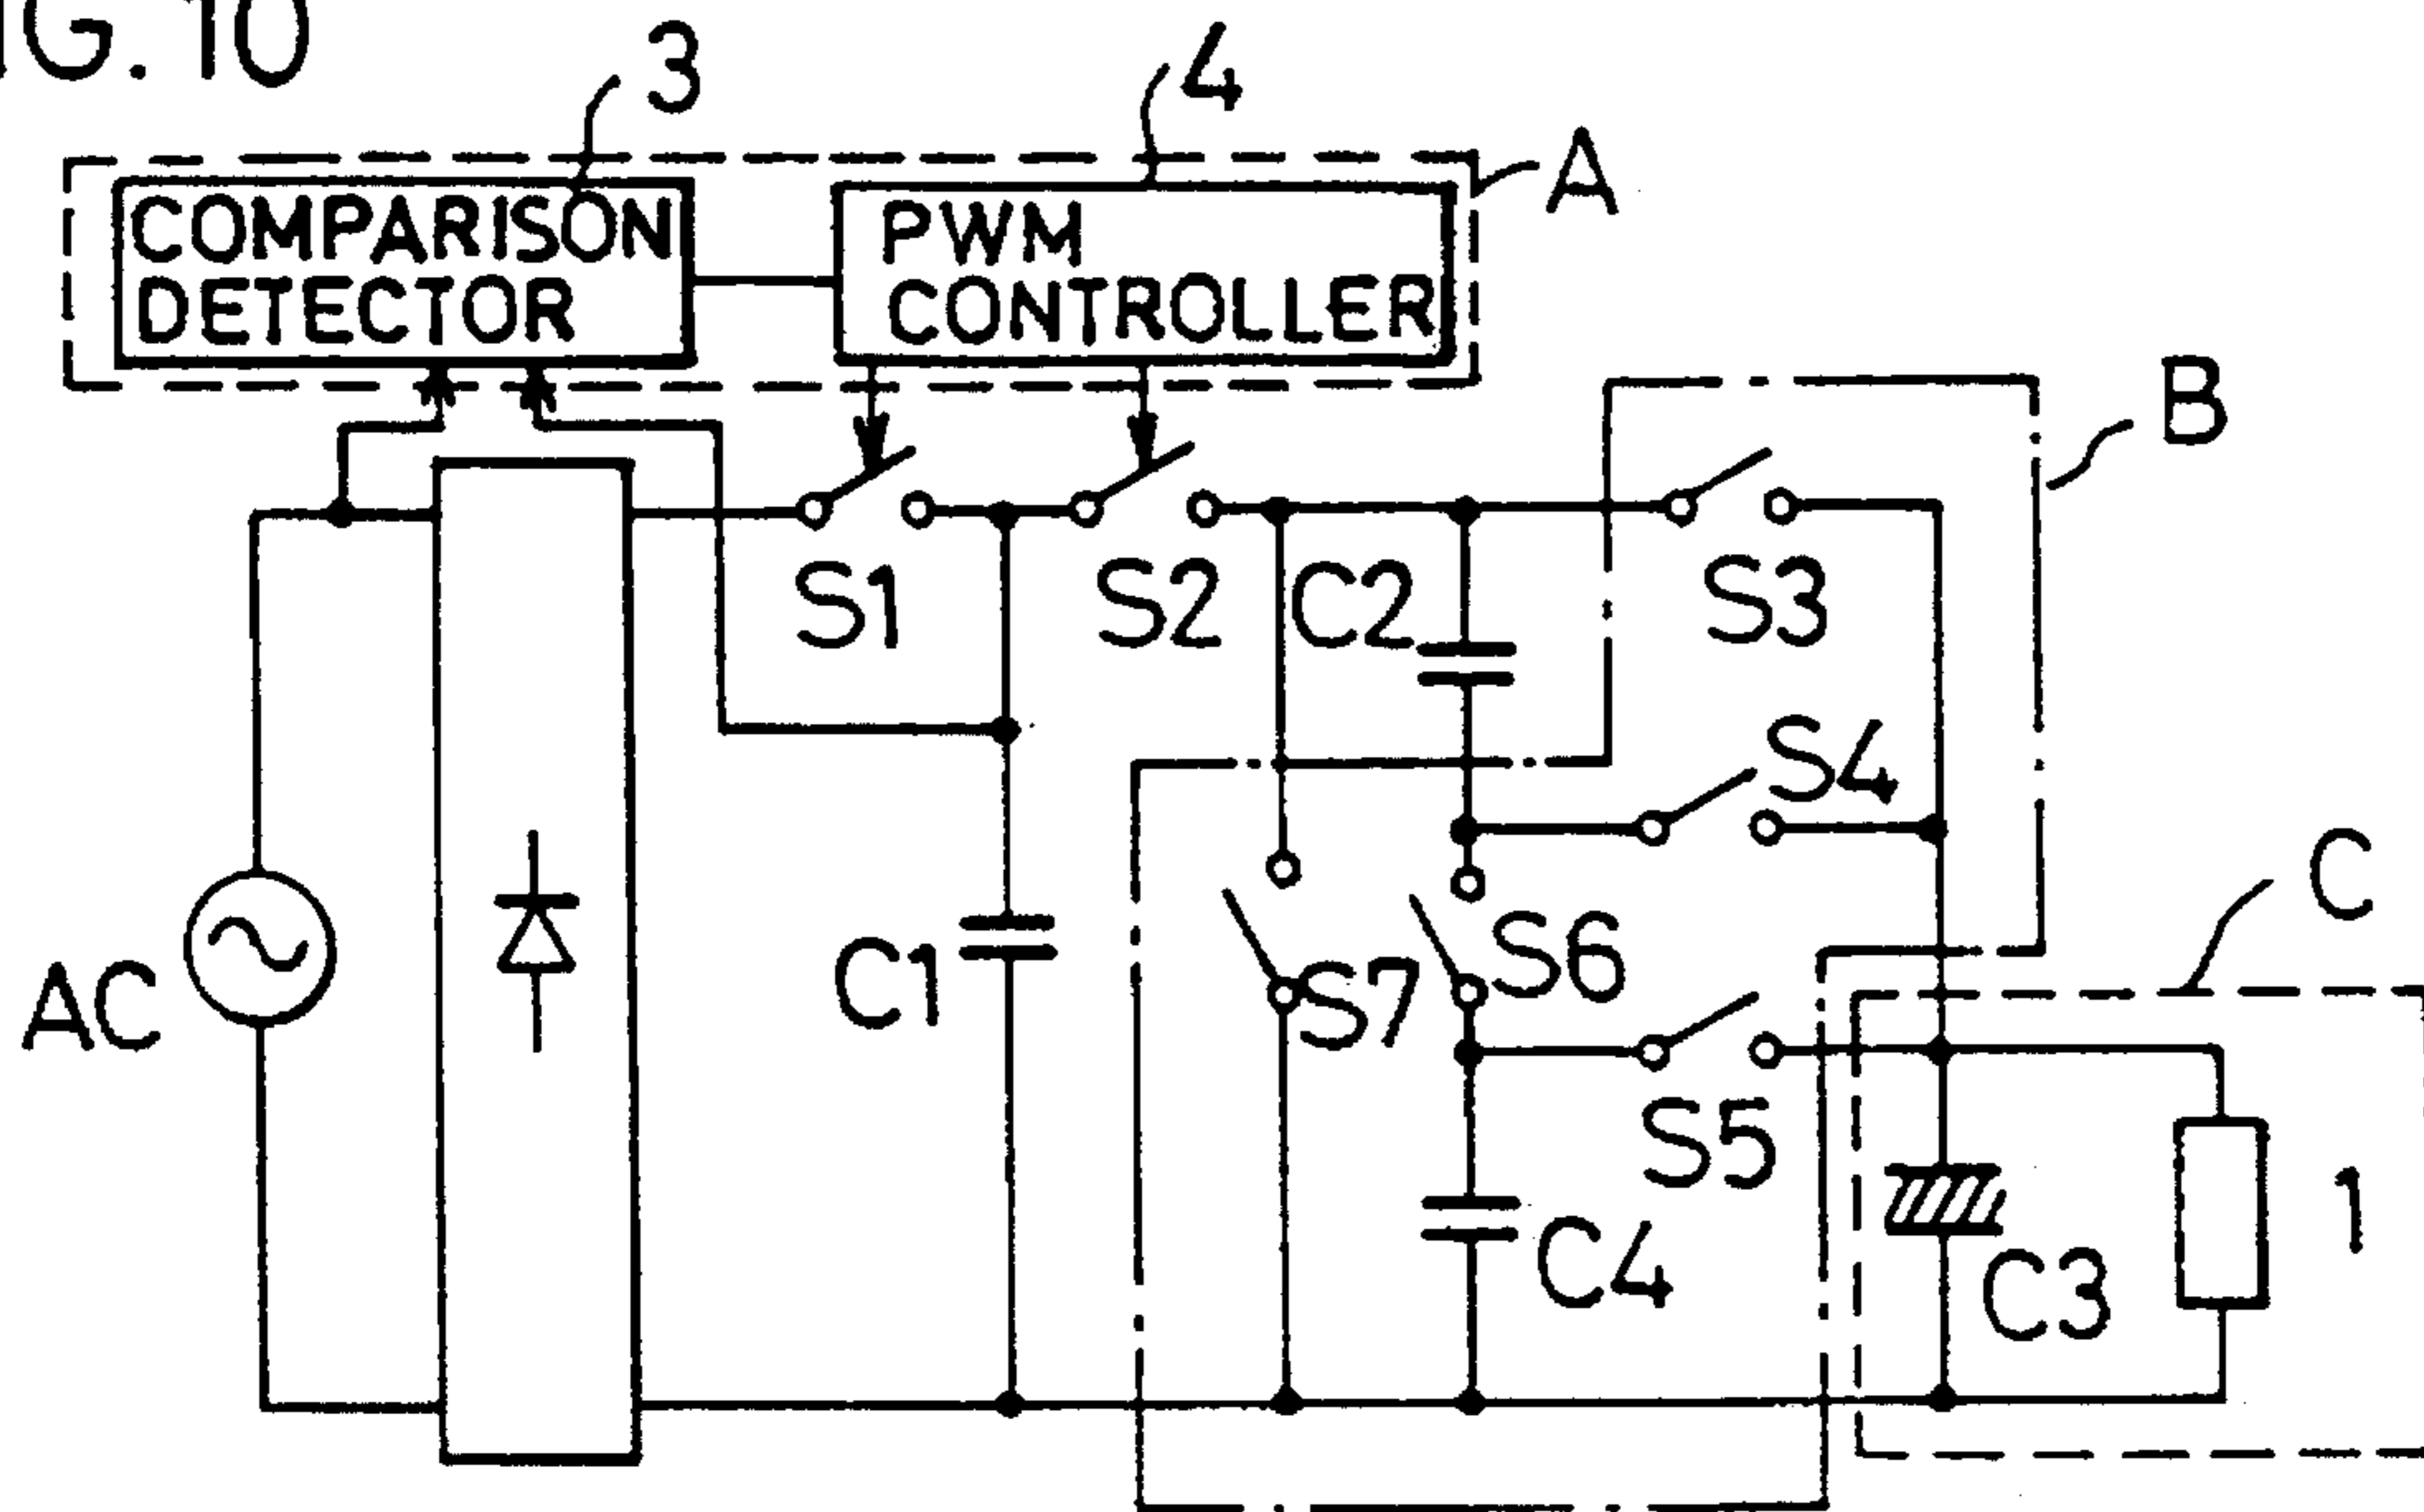 IG. 10
3
4
A
COMPARISON
DETECTOR
PWM
CONTROLLER
B
S1
S2
C2
S3
S4
C
AC
C1
S7
S6
S5
C4
C3
1